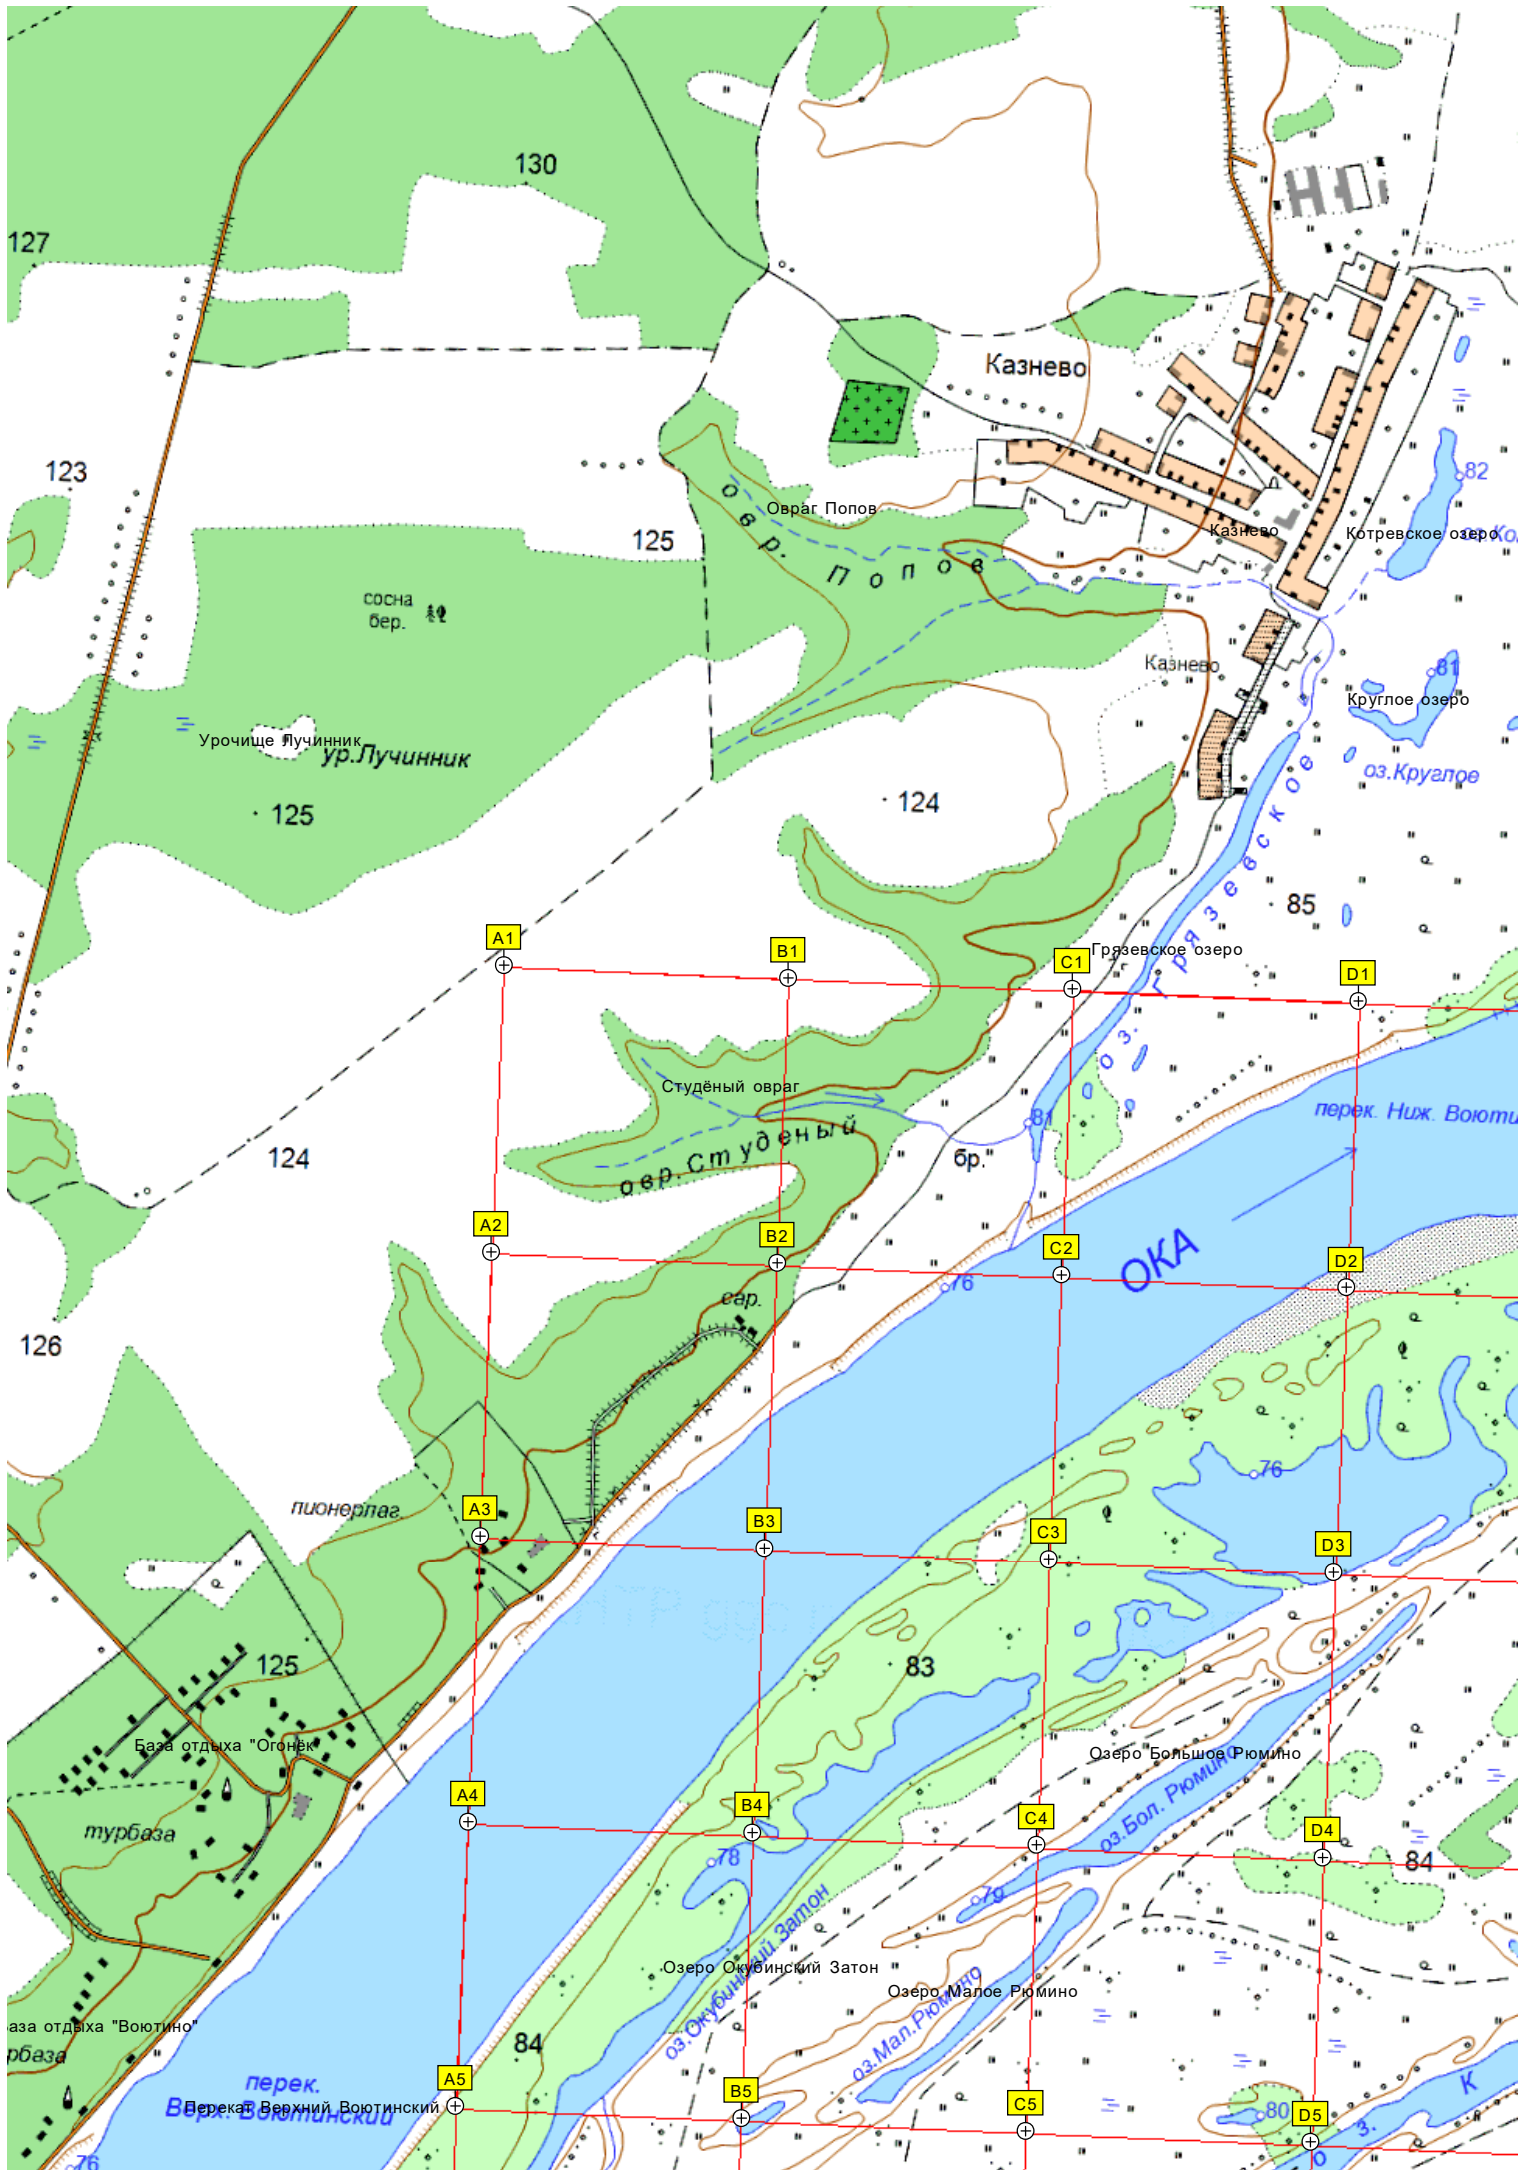 130
127
Казнево
123
82
Овраг Попов
овр. Попов
125
Казнево
Котревское озеро
сосна
бер.
Казнево
81
Круглое озеро
Урочище Лучинник
ур.Лучинник
оз.Круглое
125
124
85
A1
B1
C1
D1
Грязевское озеро
оз. Грязевское
Студёный овраг
81
перек. Ниж. Воюти
овр.Студеный
124
бр.
A2
B2
C2
D2
ОКА
76
сар.
126
76
пионерлаг.
A3
B3
C3
D3
125
83
База отдыха "Огонёк"
Озеро Большое Рюмино
оз.Бол. Рюмино
A4
B4
C4
D4
турбаза
78
84
79
Озеро Окубинский Затон
оз.Окубинский Затон
Озеро Малое Рюмино
оз.Мал.Рюмино
аза отдыха "Воютино"
рбаза
84
A5
B5
C5
D5
перек.
Верх. Воютинский
Перекат Верхний Воютинский
80
оз. К
76